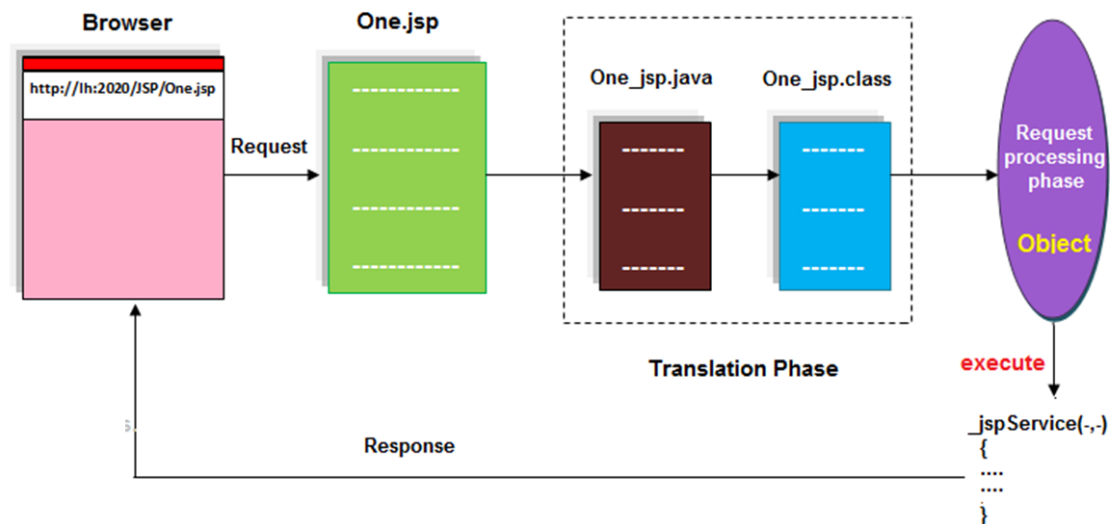 Browser
One.jsp
http://lh:2020/JSP/One.jsp
One_jsp.java
One_jsp.class
Request
Request
processing
phase
Object
Translation Phase
execute
_jspService(-,-)
{
....
....
}
Response